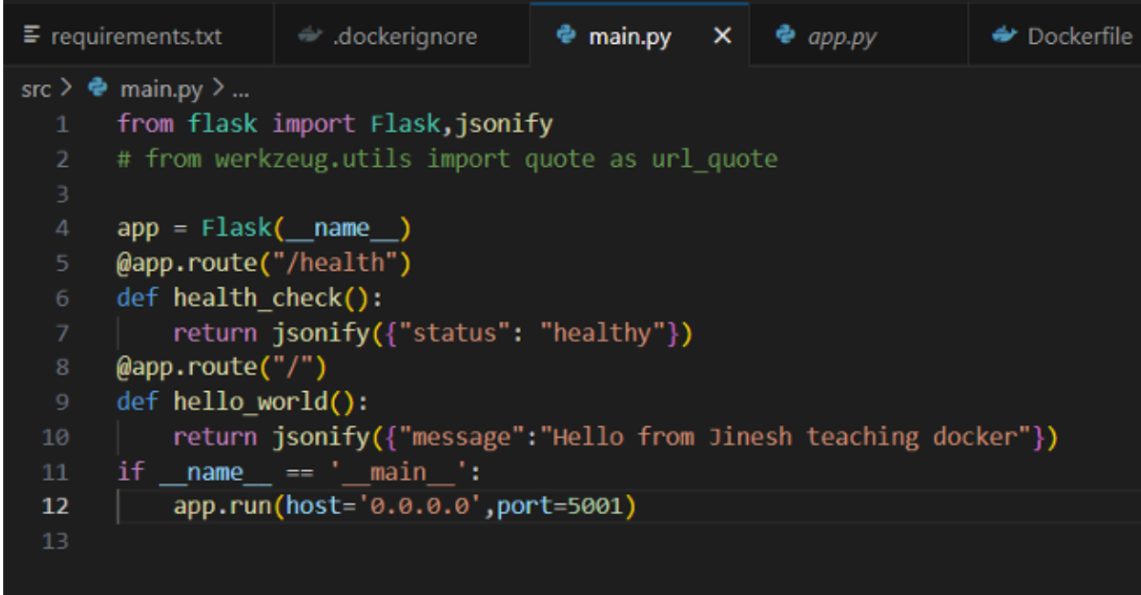 requirements.txt .dockerignore main.py × app.py Dockerfile
src > main.py > ...
1 from flask import Flask,jsonify
2 # from werkzeug.utils import quote as url_quote
3
4 app = Flask(__name__)
5 @app.route("/health")
6 def health_check():
7     return jsonify({"status": "healthy"})
8 @app.route("/")
9 def hello_world():
10     return jsonify({"message":"Hello from Jinesh teaching docker"})
11 if __name__ == '__main__':
12     app.run(host='0.0.0.0',port=5001)
13